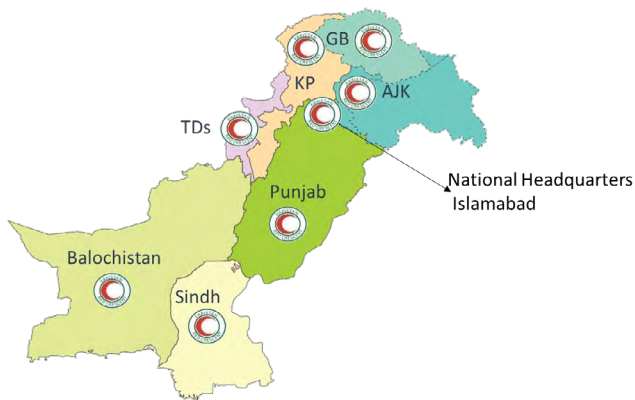 GB
KP
AJK
TDs
National Headquarters
Islamabad
Punjab
Balochistan
Sindh